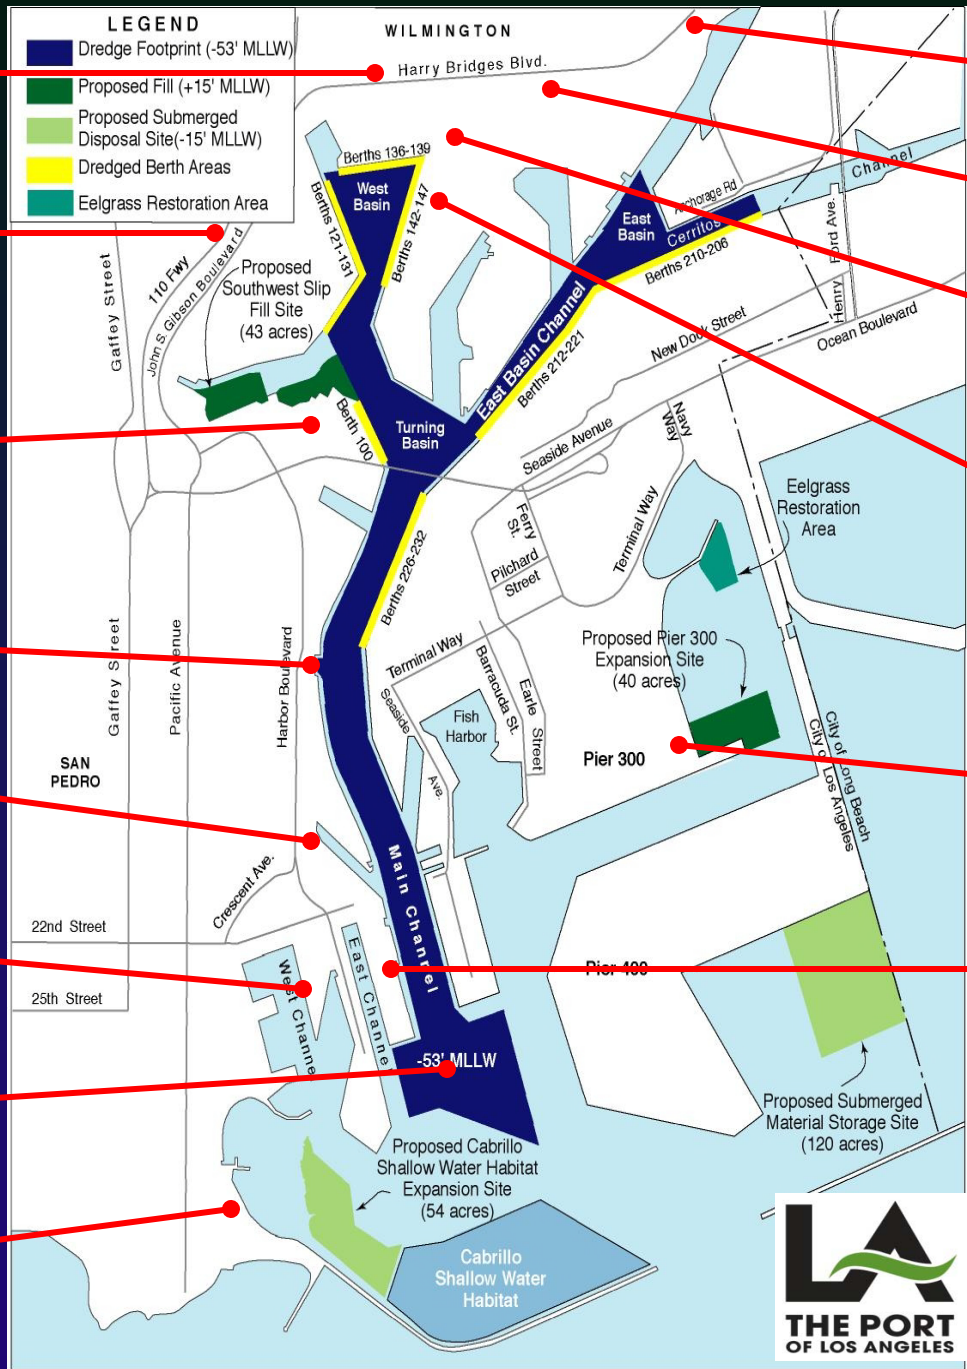 LEGEND
Dredge Footprint (-53' MLLW)
Proposed Fill (+15' MLLW)
Proposed Submerged
Disposal Site(-15' MLLW)
Dredged Berth Areas
Eelgrass Restoration Area
WILMINGTON
Harry Bridges Blvd.
Berths 136-139
West
Basin
Berths 121-131
Berths 142-147
Channel
Anchorage Rd
East
Basin
Cerritos
Berths 210-206
Ford Ave.
Henry
Gaffey Street
110 Fwy
John S. Gibson Boulevard
Proposed
Southwest Slip
Fill Site
(43 acres)
East Basin Channel
Berths 212-221
New Dock Street
Ocean Boulevard
Berth 100
Turning
Basin
Seaside Avenue
Navy
Way
Eelgrass
Restoration
Area
Ferry
St.
Terminal Way
Pilchard
Street
Berths 226-232
Gaffey Street
Pacific Avenue
Harbor Boulevard
Terminal Way
Seaside
Ave.
Barracuda St.
Earle
Street
Fish
Harbor
Proposed Pier 300
Expansion Site
(40 acres)
Pier 300
City of Long Beach
City of Los Angeles
SAN
PEDRO
Main Channel
Crescent Ave.
22nd Street
25th Street
West Channel
East Channel
Pier 400
-53' MLLW
Proposed Submerged
Material Storage Site
(120 acres)
Proposed Cabrillo
Shallow Water Habitat
Expansion Site
(54 acres)
Cabrillo
Shallow Water
Habitat
LA
THE PORT
OF LOS ANGELES